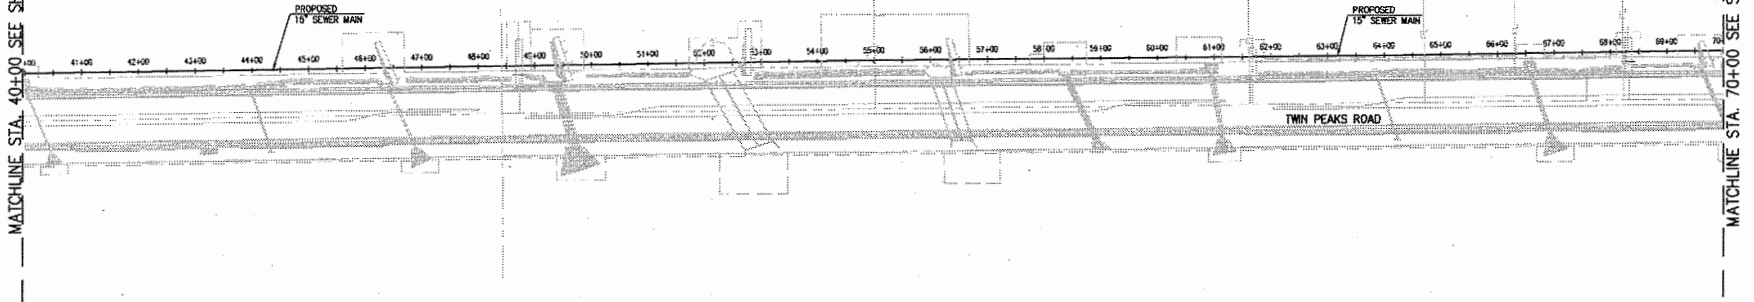 PROPOSED
15" SEWER MAIN
PROPOSED
15" SEWER MAIN
+00 41+00 42+00 43+00 44+00 45+00 46+00 47+00 48+00 49+00 50+00 51+00 52+00 53+00 54+00 55+00 56+00 57+00 58+00 59+00 60+00 61+00 62+00 63+00 64+00 65+00 66+00 67+00 68+00 69+00 70
TWIN PEAKS ROAD
MATCHLINE STA. 40+00 SEE
MATCHLINE STA. 70+00 SEE S